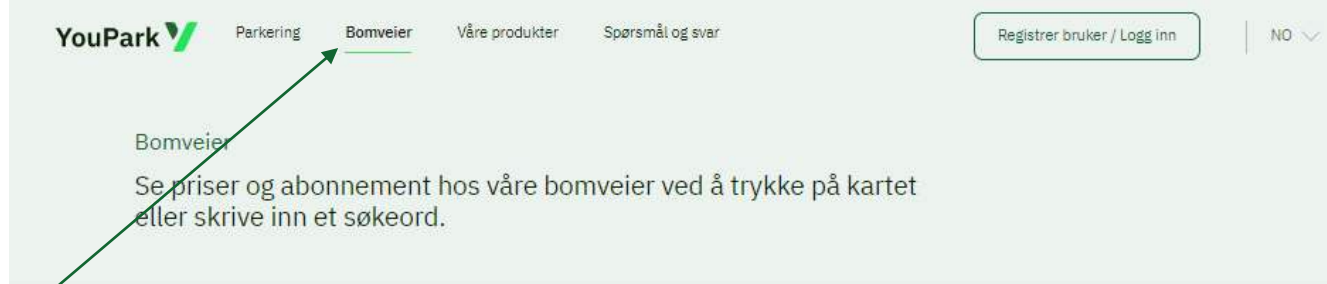 YouPark Parkering Bomveier Våre produkter Spørsmål og svar Registrer bruker / Logg inn NO
Bomveier
Se priser og abonnement hos våre bomveier ved å trykke på kartet
eller skrive inn et søkeord.